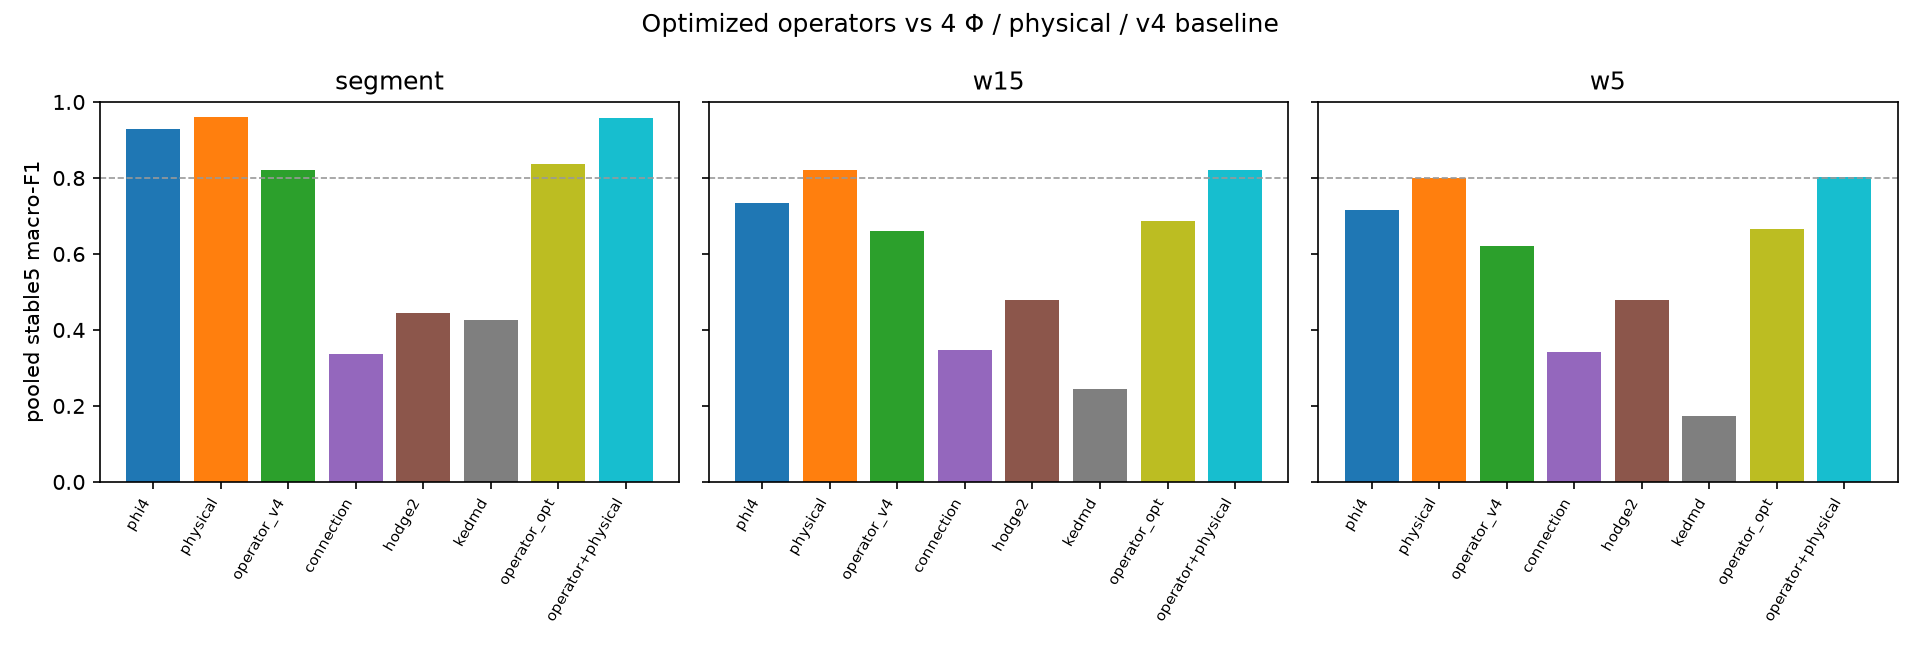 Optimized operators vs 4 Φ / physical / v4 baseline
segment
w15
w5
pooled stable5 macro-F1
1.0
0.8
0.6
0.4
0.2
0.0
phi4
physical
operator_v4
connection
hodge2
kedmd
operator_opt
operator+physical
phi4
physical
operator_v4
connection
hodge2
kedmd
operator_opt
operator+physical
phi4
physical
operator_v4
connection
hodge2
kedmd
operator_opt
operator+physical